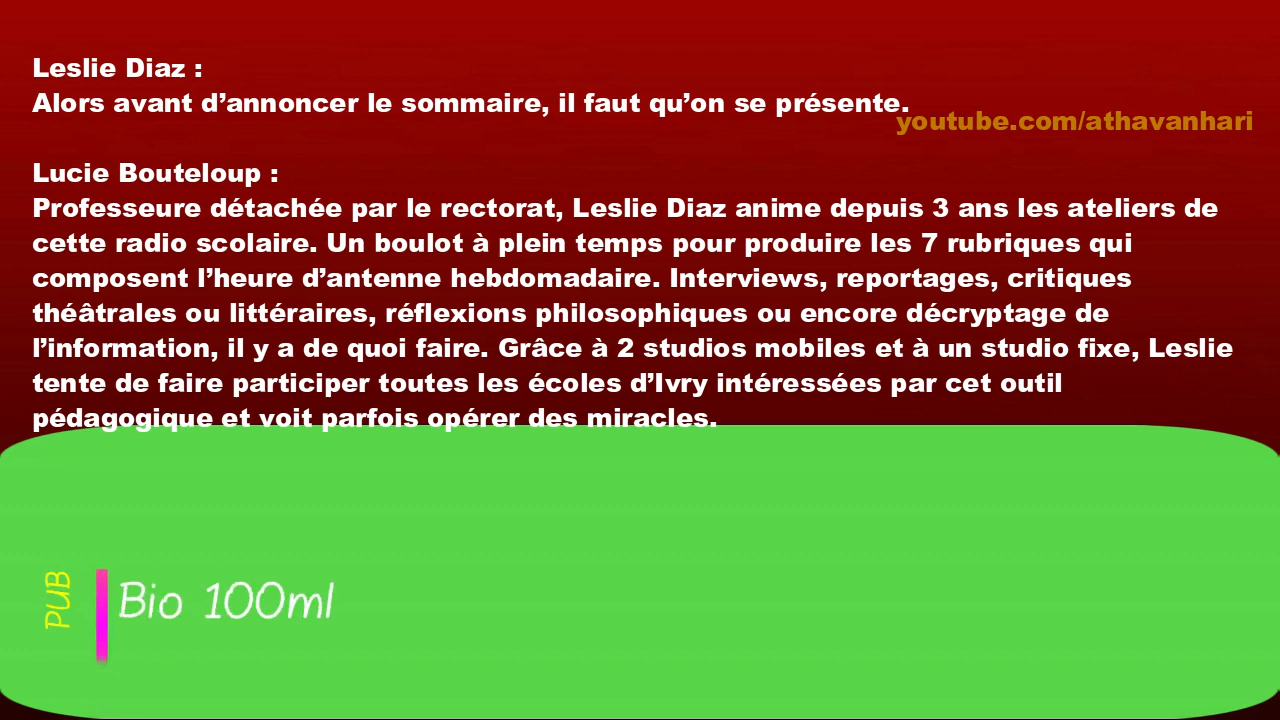 Leslie Diaz :
Alors avant d’annoncer le sommaire, il faut qu’on se présente.
youtube.com/athavanhari
Lucie Bouteloup :
Professeure détachée par le rectorat, Leslie Diaz anime depuis 3 ans les ateliers de
cette radio scolaire. Un boulot à plein temps pour produire les 7 rubriques qui
composent l’heure d’antenne hebdomadaire. Interviews, reportages, critiques
théâtrales ou littéraires, réflexions philosophiques ou encore décryptage de
l’information, il y a de quoi faire. Grâce à 2 studios mobiles et à un studio fixe, Leslie
tente de faire participer toutes les écoles d’Ivry intéressées par cet outil
pédagogique et voit parfois opérer des miracles.
PUB
Bio 100ml